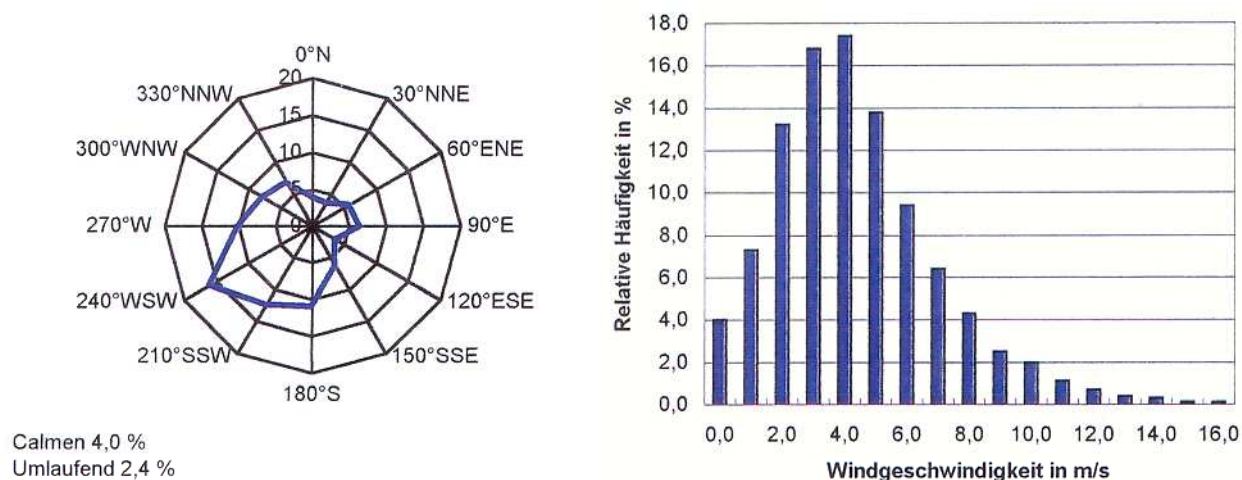 0°N
20
330°NNW
30°NNE
15
300°WNW
60°ENE
10
5
270°W
0
90°E
240°WSW
120°ESE
210°SSW
150°SSE
180°S
Calmen 4,0 %
Umlaufend 2,4 %
Relative Häufigkeit in %
18,0
16,0
14,0
12,0
10,0
8,0
6,0
4,0
2,0
0,0
0,0 2,0 4,0 6,0 8,0 10,0 12,0 14,0 16,0
Windgeschwindigkeit in m/s